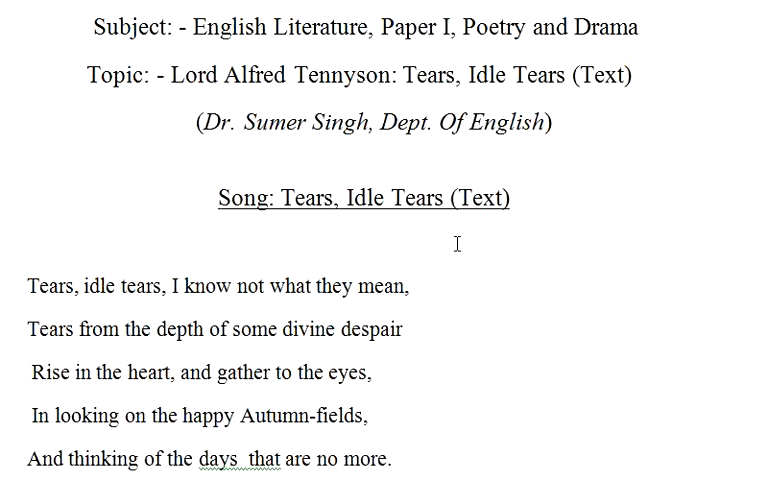 Subject: - English Literature, Paper I, Poetry and Drama
Topic: - Lord Alfred Tennyson: Tears, Idle Tears (Text)
(Dr. Sumer Singh, Dept. Of English)
Song: Tears, Idle Tears (Text)
Tears, idle tears, I know not what they mean,
Tears from the depth of some divine despair
Rise in the heart, and gather to the eyes,
In looking on the happy Autumn-fields,
And thinking of the days  that are no more.